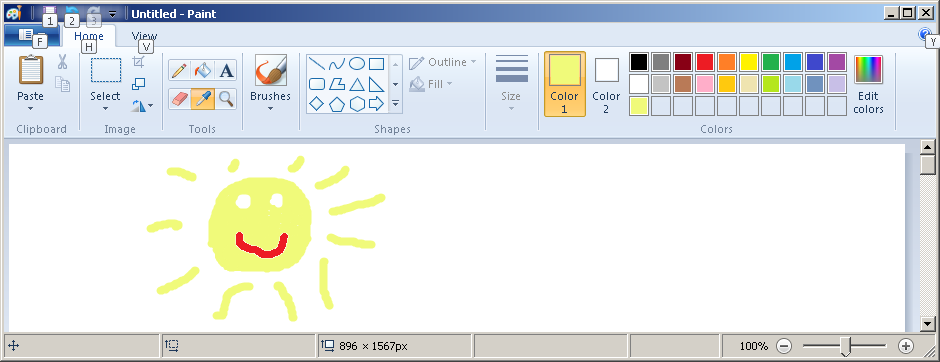 Untitled - Paint
1 2 3
F Home View Y
H V
Paste
Select
A
Brushes
Outline
Fill
Size
Color 1
Color 2
Edit colors
Clipboard Image Tools Shapes Colors
896 × 1567px 100%